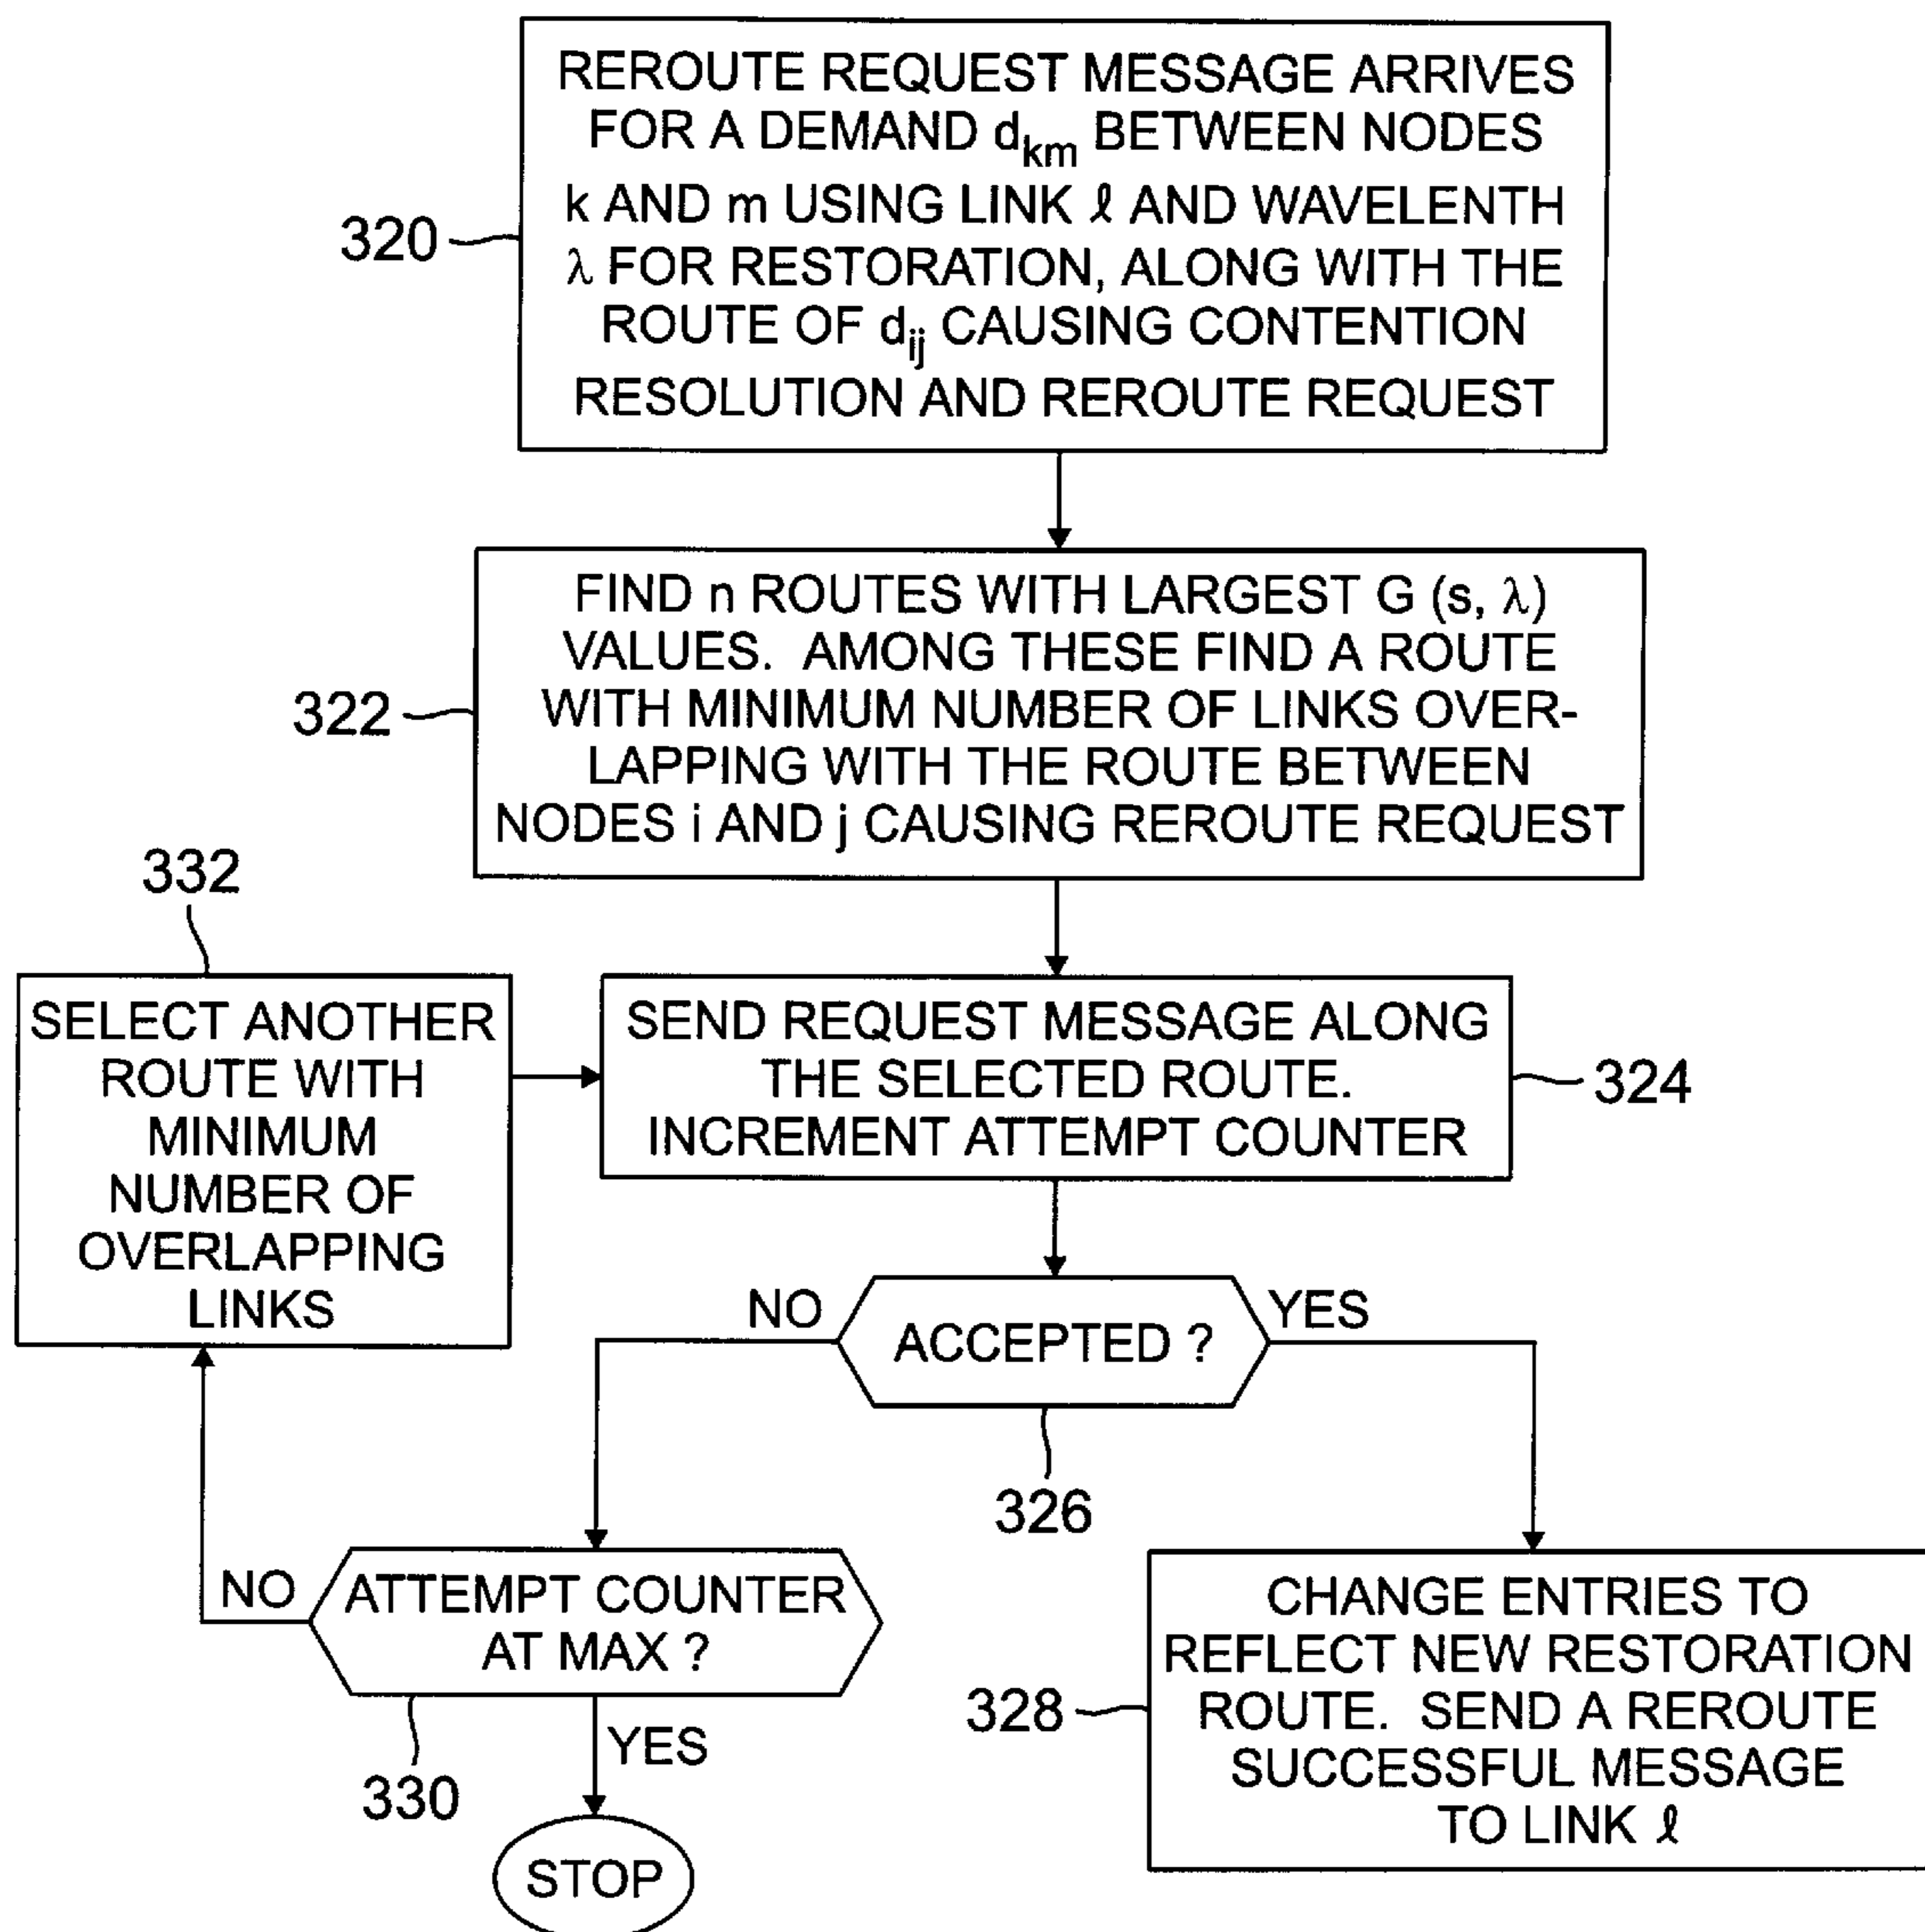 REROUTE REQUEST MESSAGE ARRIVES
FOR A DEMAND dkm BETWEEN NODES
k AND m USING LINK ℓ AND WAVELENTH
λ FOR RESTORATION, ALONG WITH THE
ROUTE OF dij CAUSING CONTENTION
RESOLUTION AND REROUTE REQUEST
320
FIND n ROUTES WITH LARGEST G (s, λ)
VALUES. AMONG THESE FIND A ROUTE
WITH MINIMUM NUMBER OF LINKS OVER-
LAPPING WITH THE ROUTE BETWEEN
NODES i AND j CAUSING REROUTE REQUEST
322
332
SELECT ANOTHER
ROUTE WITH
MINIMUM
NUMBER OF
OVERLAPPING
LINKS
SEND REQUEST MESSAGE ALONG
THE SELECTED ROUTE.
INCREMENT ATTEMPT COUNTER
324
NO
ACCEPTED ?
YES
326
NO
ATTEMPT COUNTER
AT MAX ?
330
YES
STOP
CHANGE ENTRIES TO
REFLECT NEW RESTORATION
ROUTE. SEND A REROUTE
SUCCESSFUL MESSAGE
TO LINK ℓ
328